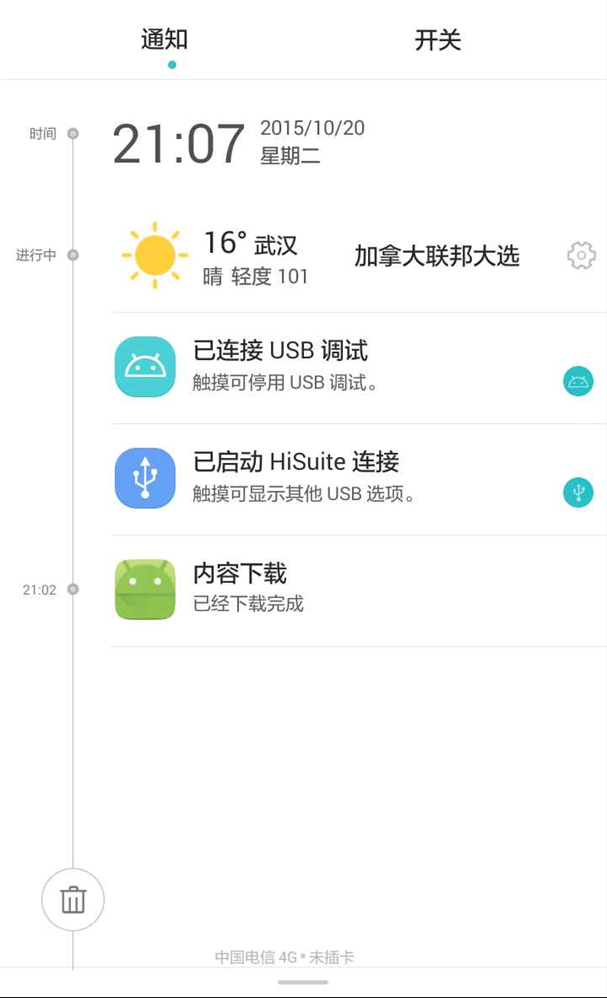 通知 开关
时间
21:07
2015/10/20
星期二
进行中
16° 武汉
晴 轻度 101
加拿大联邦大选
已连接 USB 调试
触摸可停用 USB 调试。
已启动 HiSuite 连接
触摸可显示其他 USB 选项。
21:02
内容下载
已经下载完成
中国电信 4G • 未插卡